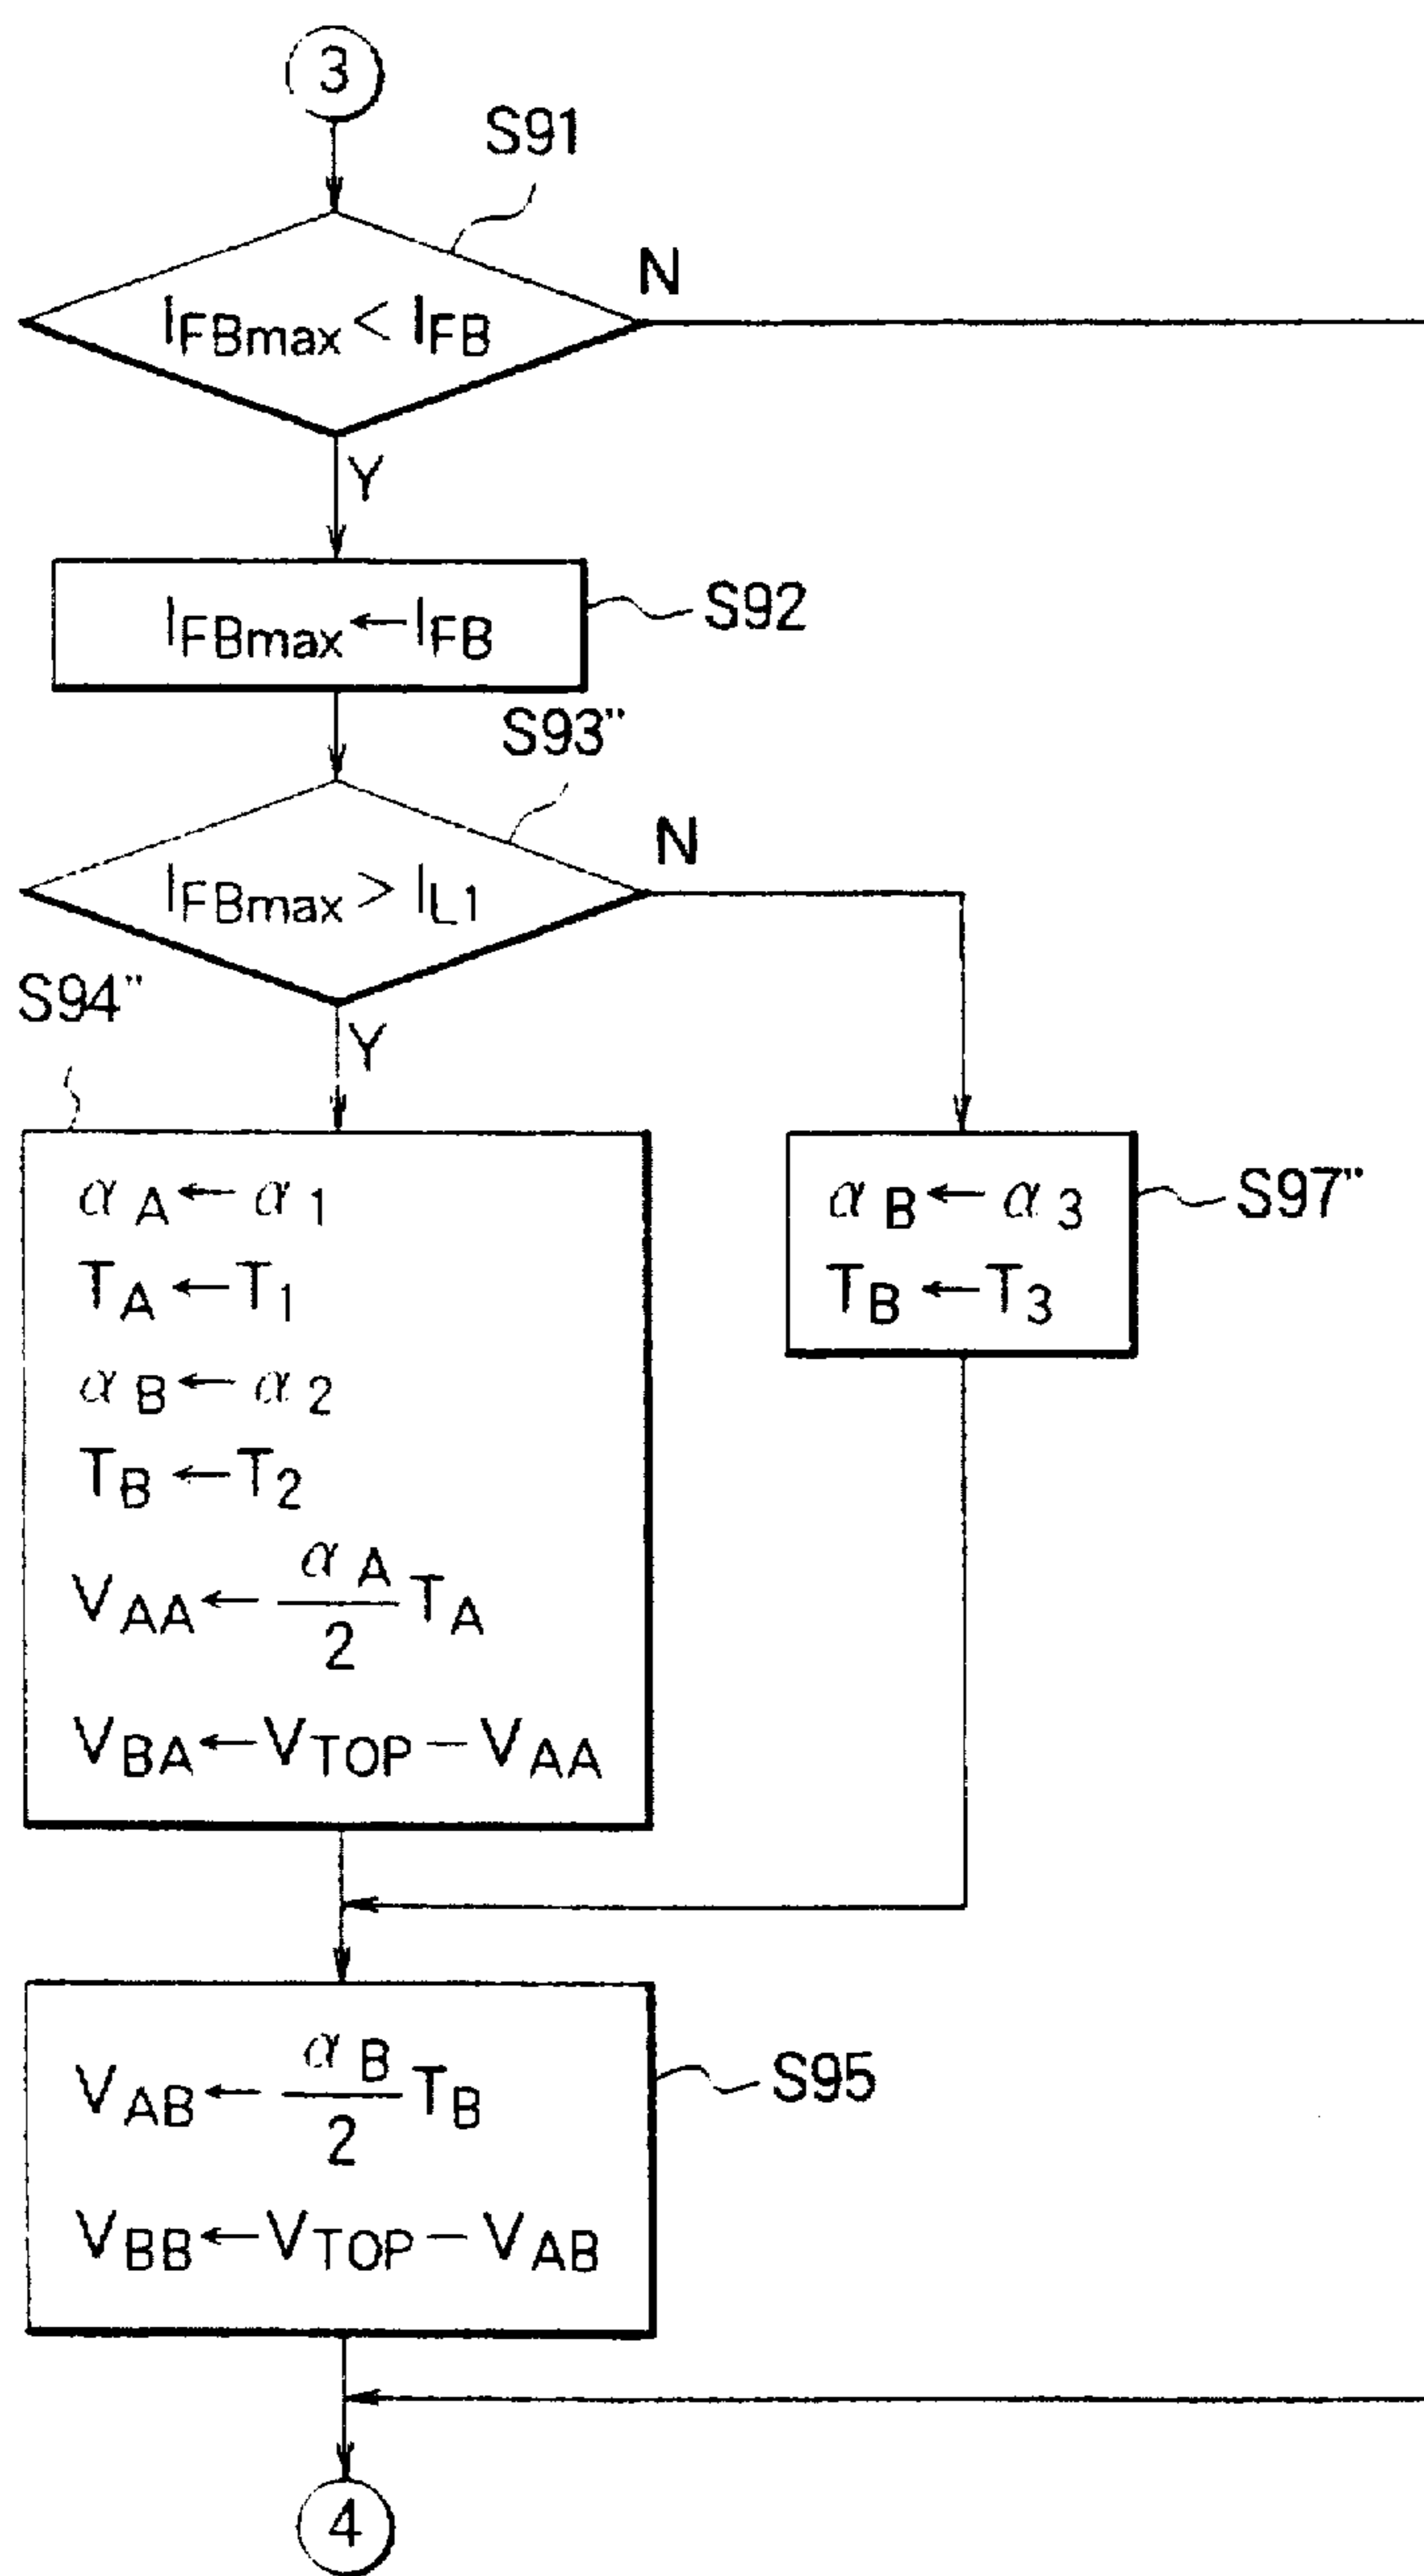 3
S91
N
IFBmax < IFB
Y
IFBmax ← IFB
S92
S93"
N
IFBmax > IL1
S94"
Y
αA ← α1
TA ← T1
αB ← α2
TB ← T2
VAA ← αA/2 TA
VBA ← VTOP − VAA
αB ← α3
TB ← T3
S97"
VAB ← αB/2 TB
VBB ← VTOP − VAB
S95
4